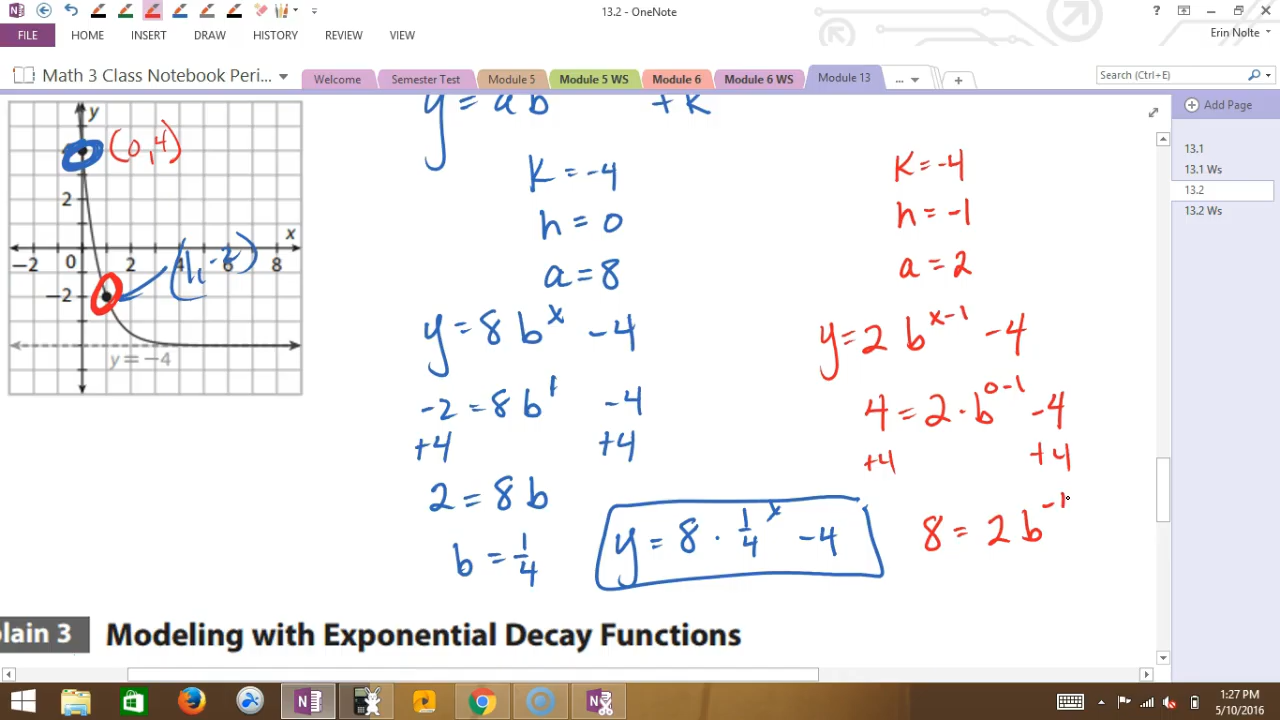 13.2 - OneNote
FILE HOME INSERT DRAW HISTORY REVIEW VIEW
Erin Nolte
Math 3 Class Notebook Peri...
Welcome Semester Test Module 5 Module 5 WS Module 6 Module 6 WS Module 13 ...
Search (Ctrl+E)
Add Page
13.1
13.1 Ws
13.2
13.2 Ws
y
(0,4)
2
x
-2 0 2 4 6 8
(1,-2)
-2
y = -4
y = ab + K
K = -4
h = 0
a = 8
y = 8 b^x - 4
-2 = 8 b^1 - 4
+4 +4
2 = 8 b
b = 1/4
y = 8 · 1/4^x - 4
K = -4
h = -1
a = 2
y = 2 b^x-1 - 4
4 = 2 · b^0-1 - 4
+4 +4
8 = 2 b^-1
plain 3 Modeling with Exponential Decay Functions
1:27 PM
5/10/2016